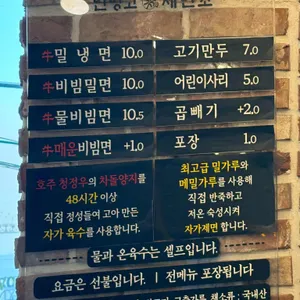 牛밀 냉 면 10.0
고기만두 7.0
牛비빔밀면 10.0
어린이사리 5.0
牛물비빔면 10.5
곱 빼 기 +2.0
牛매운비빔면 +1.0
포장 1.0
호주 청정우의 차돌양지를
48시간 이상
직접 정성들여 고아 만든
자가 육수를 사용합니다.
최고급 밀가루와
메밀가루를 사용해
직접 반죽하고
저온 숙성시켜
자가제면 합니다.
물과 온육수는 셀프입니다.
요금은 선불입니다. | 전메뉴 포장됩니다
국내산